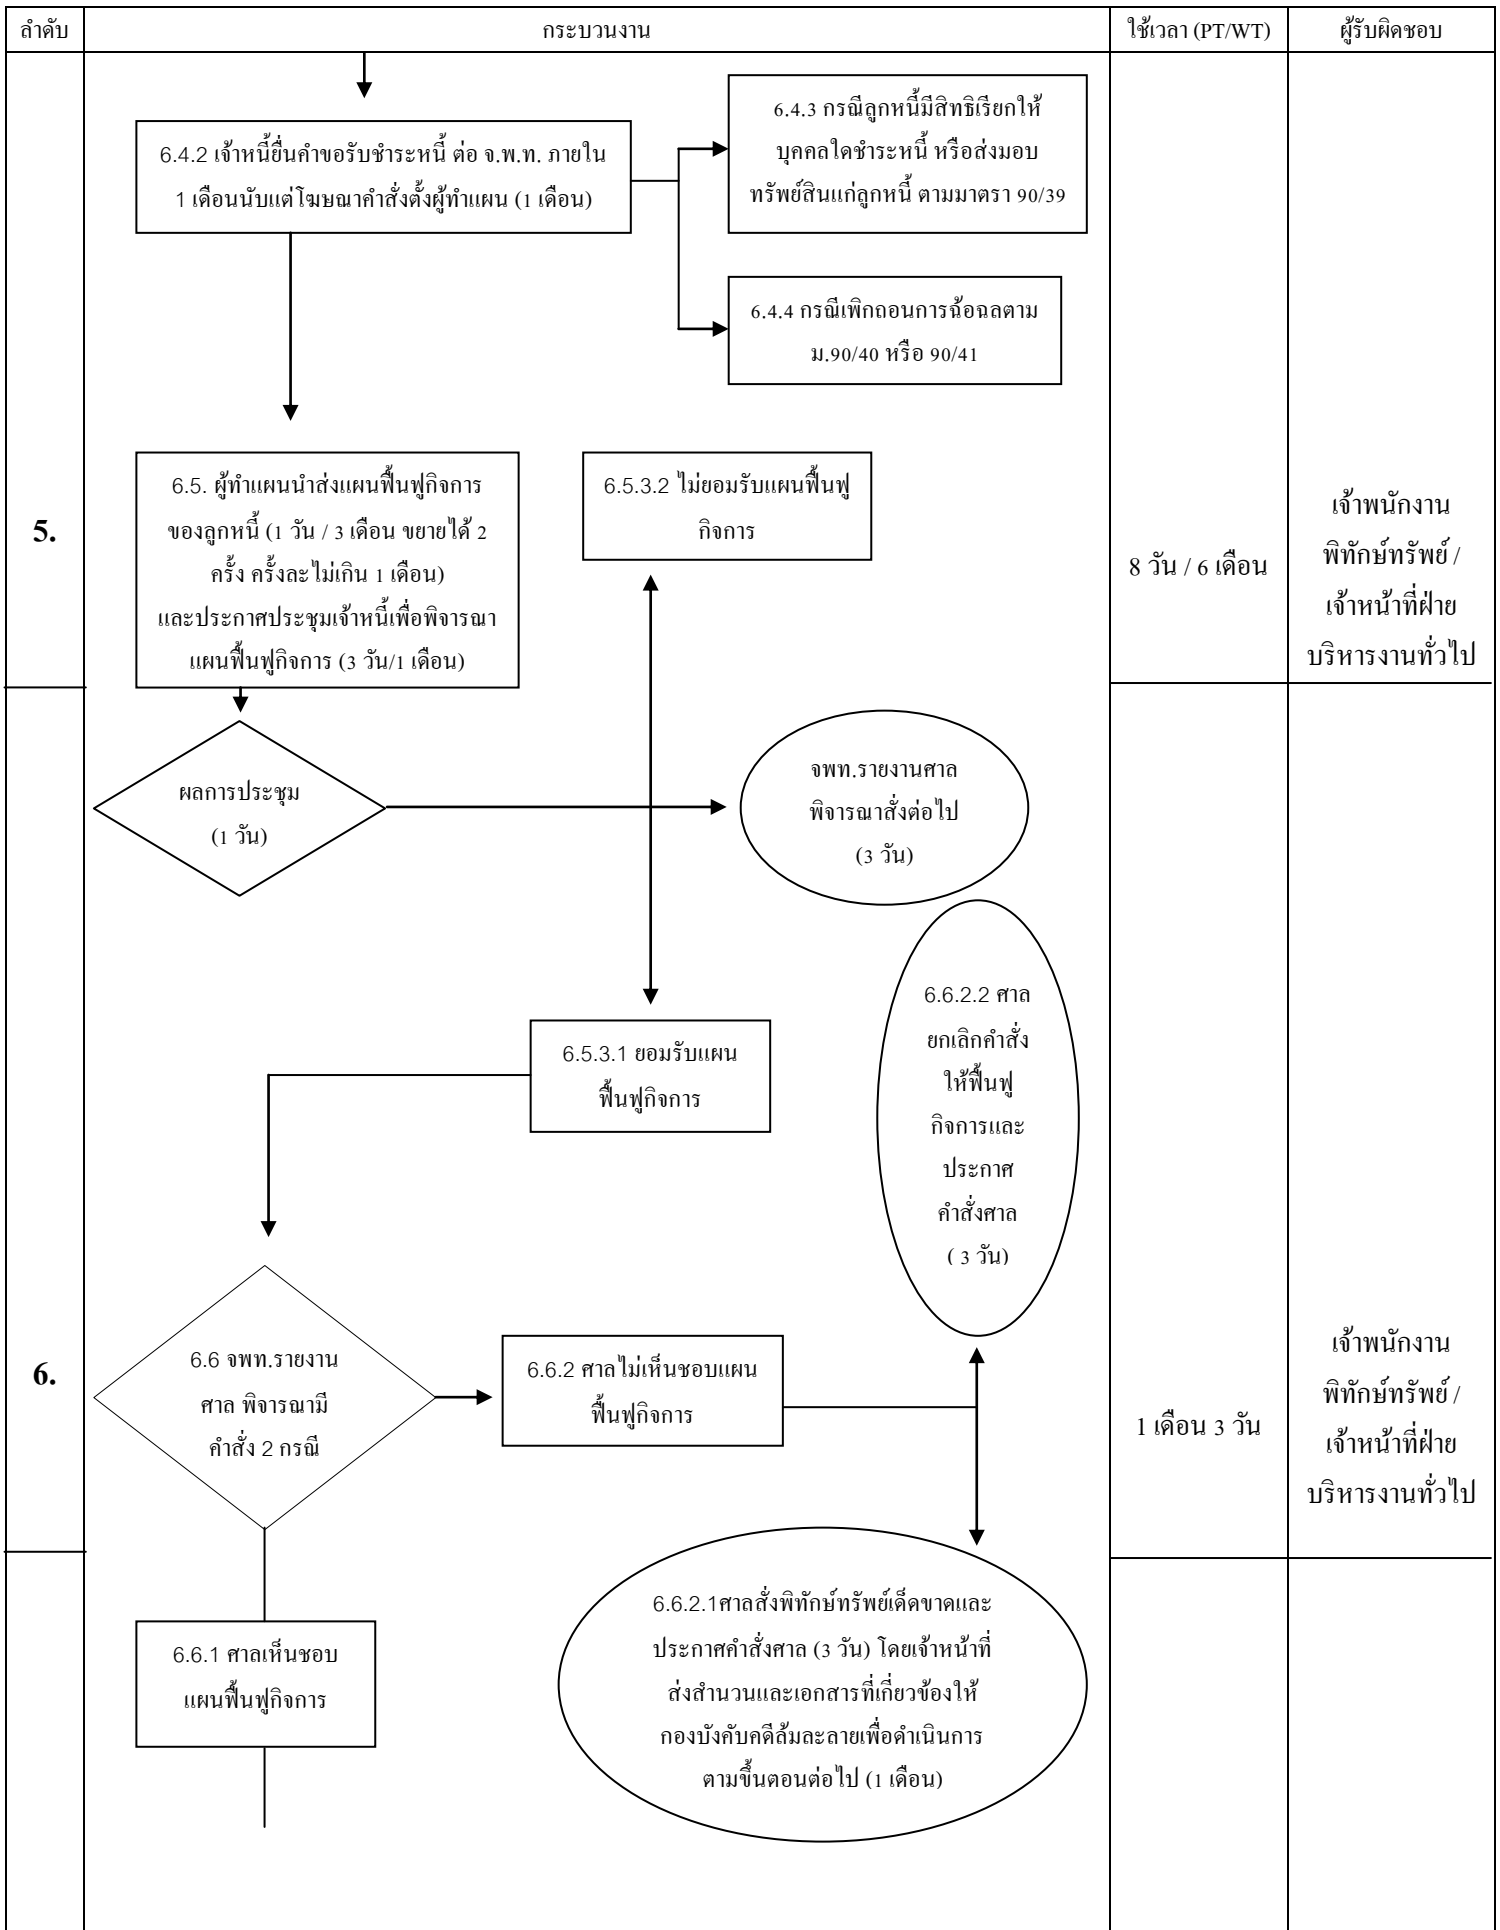 ลำดับ
กระบวนงาน
ใช้เวลา (PT/WT)
ผู้รับผิดชอบ
6.4.2 เจ้าหนี้ยื่นคำขอรับชำระหนี้ ต่อ จ.พ.ท. ภายใน
1 เดือนนับแต่โฆษณาคำสั่งตั้งผู้ทำแผน (1 เดือน)
6.4.3 กรณีลูกหนี้มีสิทธิเรียกให้
บุคคลใดชำระหนี้ หรือส่งมอบ
ทรัพย์สินแก่ลูกหนี้ ตามมาตรา 90/39
6.4.4 กรณีเพิกถอนการฉ้อฉลตาม
ม.90/40 หรือ 90/41
5.
6.5. ผู้ทำแผนนำส่งแผนฟื้นฟูกิจการ
ของลูกหนี้ (1 วัน / 3 เดือน ขยายได้ 2
ครั้ง ครั้งละไม่เกิน 1 เดือน)
และประกาศประชุมเจ้าหนี้เพื่อพิจารณา
แผนฟื้นฟูกิจการ (3 วัน/1 เดือน)
6.5.3.2 ไม่ยอมรับแผนฟื้นฟู
กิจการ
8 วัน / 6 เดือน
เจ้าพนักงาน
พิทักษ์ทรัพย์ /
เจ้าหน้าที่ฝ่าย
บริหารงานทั่วไป
ผลการประชุม
(1 วัน)
จพท.รายงานศาล
พิจารณาสั่งต่อไป
(3 วัน)
6.5.3.1 ยอมรับแผน
ฟื้นฟูกิจการ
6.6.2.2 ศาล
ยกเลิกคำสั่ง
ให้ฟื้นฟู
กิจการและ
ประกาศ
คำสั่งศาล
( 3 วัน)
6.
6.6 จพท.รายงาน
ศาล พิจารณามี
คำสั่ง 2 กรณี
6.6.2 ศาลไม่เห็นชอบแผน
ฟื้นฟูกิจการ
1 เดือน 3 วัน
เจ้าพนักงาน
พิทักษ์ทรัพย์ /
เจ้าหน้าที่ฝ่าย
บริหารงานทั่วไป
6.6.1 ศาลเห็นชอบ
แผนฟื้นฟูกิจการ
6.6.2.1ศาลสั่งพิทักษ์ทรัพย์เด็ดขาดและ
ประกาศคำสั่งศาล (3 วัน) โดยเจ้าหน้าที่
ส่งสำนวนและเอกสารที่เกี่ยวข้องให้
กองบังคับคดีล้มละลายเพื่อดำเนินการ
ตามขึ้นตอนต่อไป (1 เดือน)